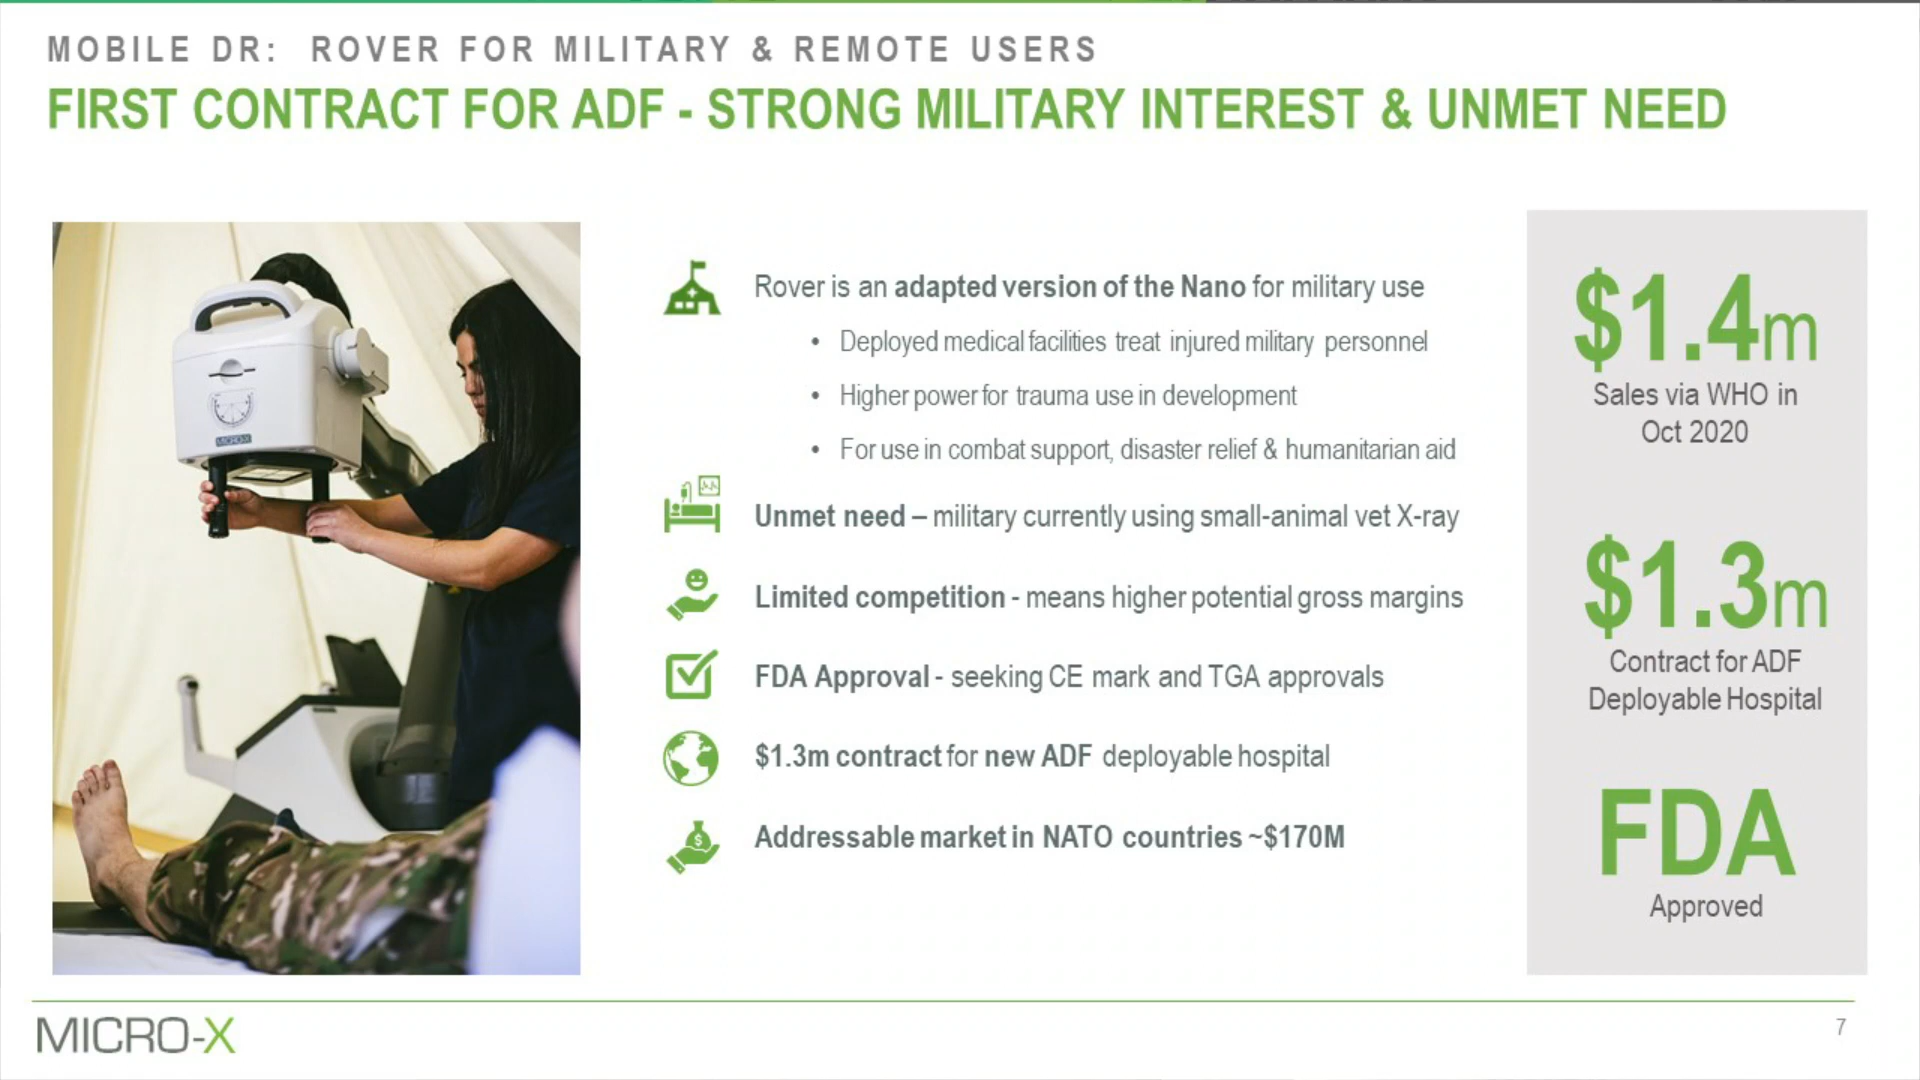 MOBILE DR: ROVER FOR MILITARY & REMOTE USERS
FIRST CONTRACT FOR ADF - STRONG MILITARY INTEREST & UNMET NEED
MICRO-X
Rover is an adapted version of the Nano for military use
• Deployed medical facilities treat injured military personnel
• Higher power for trauma use in development
• For use in combat support, disaster relief & humanitarian aid
Unmet need – military currently using small-animal vet X-ray
Limited competition - means higher potential gross margins
FDA Approval - seeking CE mark and TGA approvals
$1.3m contract for new ADF deployable hospital
$
Addressable market in NATO countries ~$170M
$1.4m
Sales via WHO in
Oct 2020
$1.3m
Contract for ADF
Deployable Hospital
FDA
Approved
MICRO-X
7